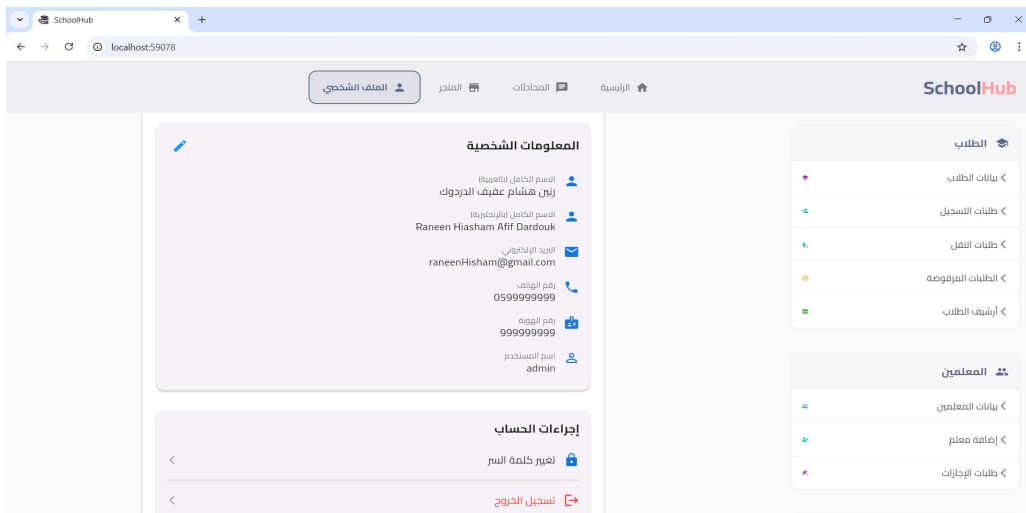 SchoolHub
localhost:59078
SchoolHub
الرئيسية
المحادثات
المتجر
الملف الشخصي
الطلاب
بيانات الطلاب
طلبات التسجيل
طلبات النقل
الطلبات المرفوضة
أرشيف الطلاب
المعلمين
بيانات المعلمين
إضافة معلم
طلبات الإجازات
المعلومات الشخصية
الاسم الكامل (بالعربية)
رنين هشام عفيف الدردوك
الاسم الكامل (بالإنجليزية)
Raneen Hiasham Afif Dardouk
البريد الإلكتروني
raneenHisham@gmail.com
رقم الهاتف
0599999999
رقم الهوية
999999999
اسم المستخدم
admin
إجراءات الحساب
تغيير كلمة السر
تسجيل الخروج